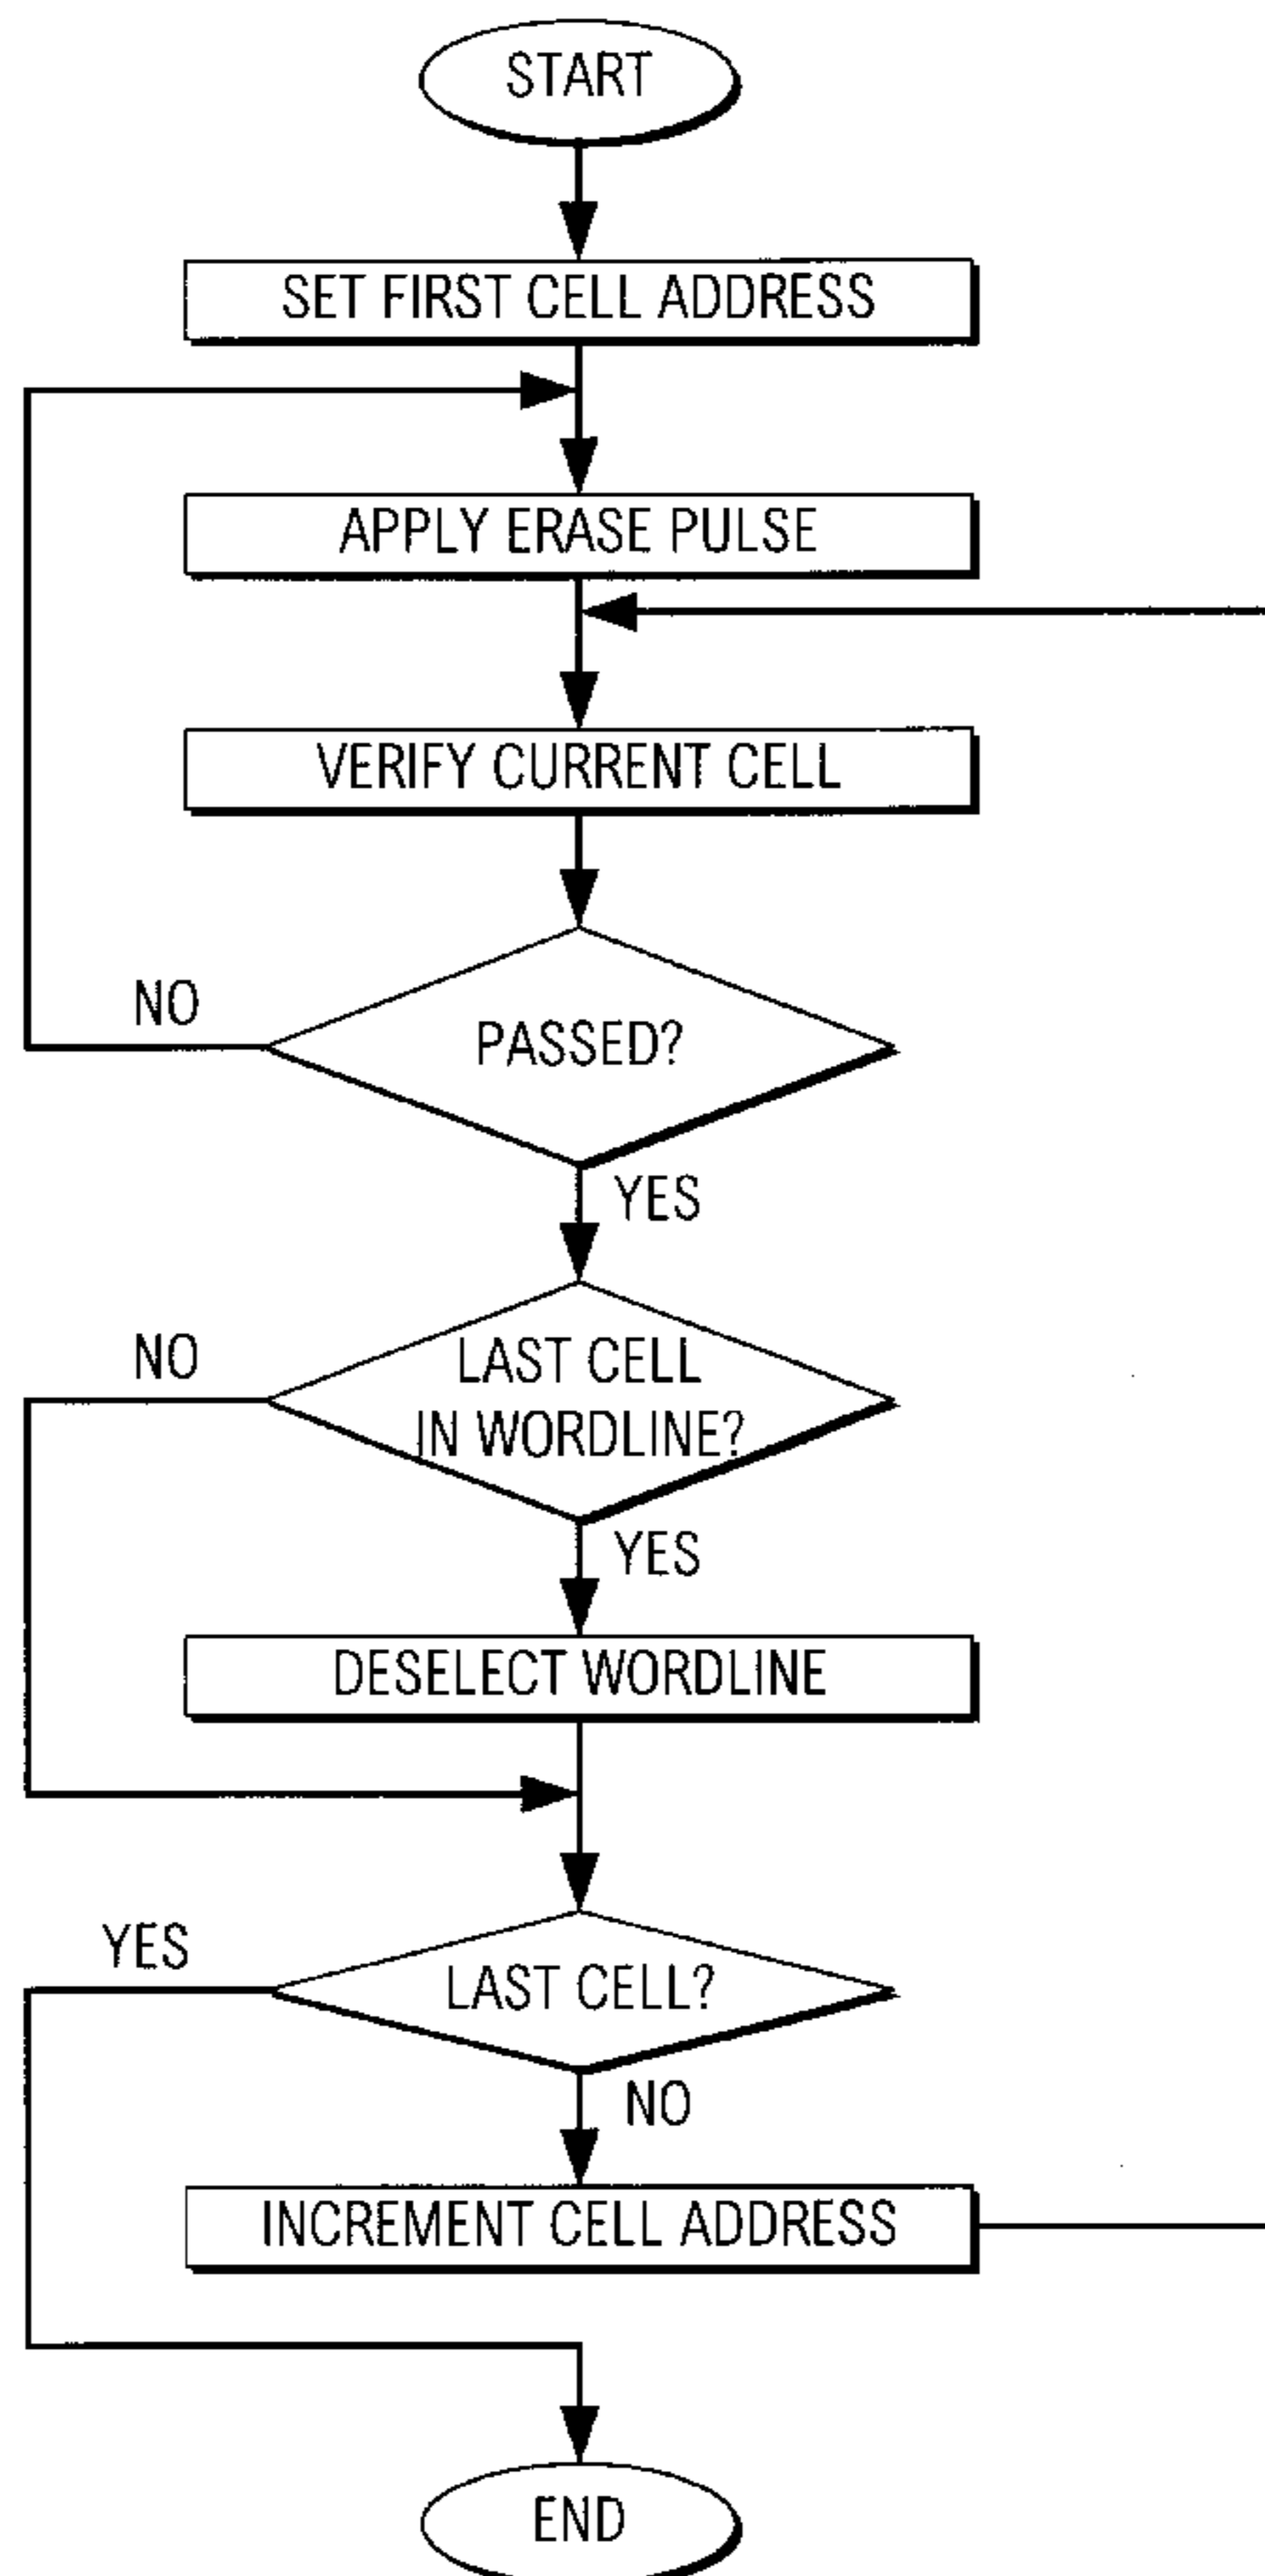 START
SET FIRST CELL ADDRESS
APPLY ERASE PULSE
VERIFY CURRENT CELL
NO
PASSED?
YES
NO
LAST CELL
IN WORDLINE?
YES
DESELECT WORDLINE
YES
LAST CELL?
NO
INCREMENT CELL ADDRESS
END